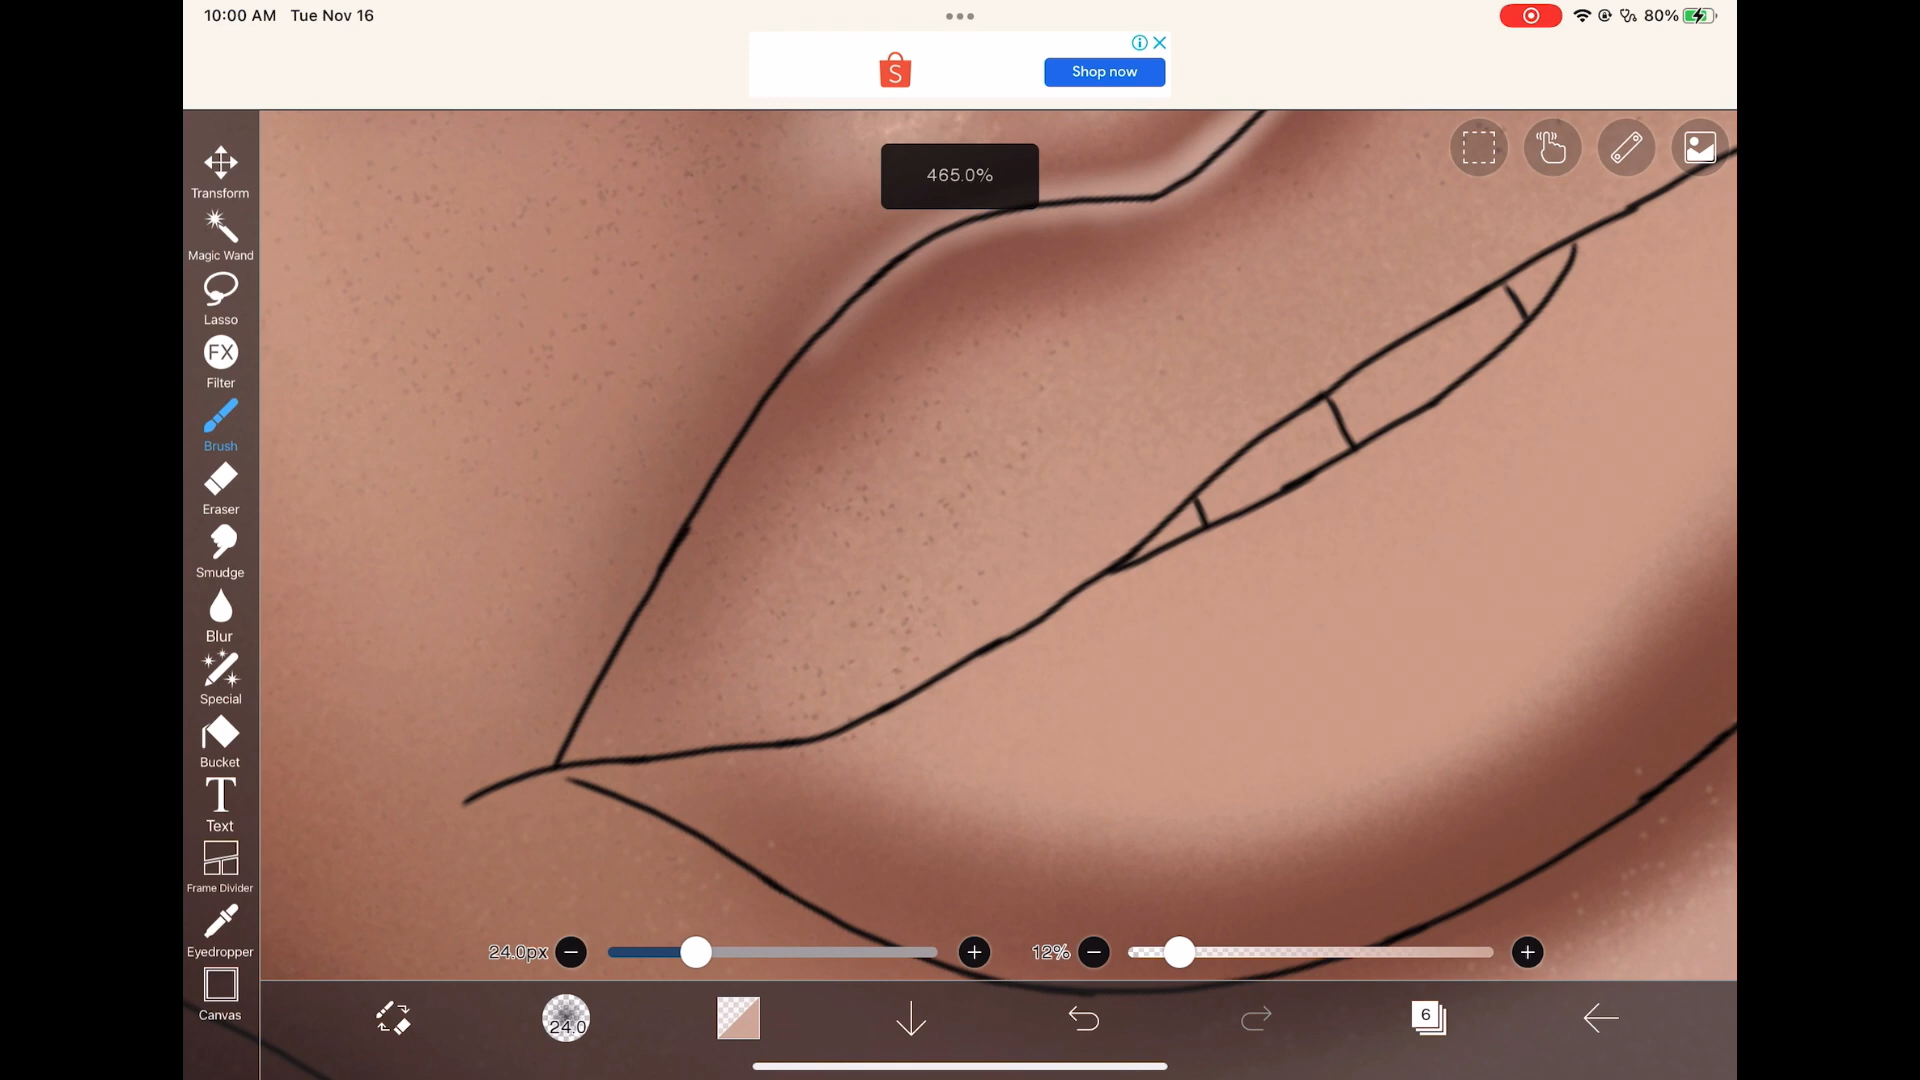 10:00 AM Tue Nov 16
80%
S
Shop now
465.0%
Transform
Magic Wand
Lasso
FX
Filter
Brush
Eraser
Smudge
Blur
Special
Bucket
T
Text
Frame Divider
Eyedropper
Canvas
24.0px
12%
24.0
6